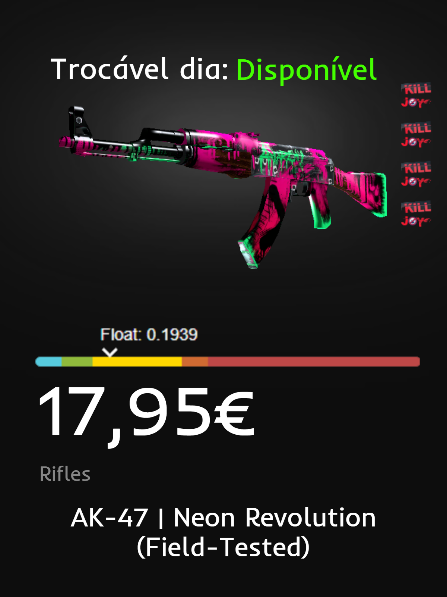 Trocável dia: Disponível
KILL
JOY
KILL
JOY
KILL
JOY
KILL
JOY
Float: 0.1939
17,95€
Rifles
AK-47 | Neon Revolution
(Field-Tested)